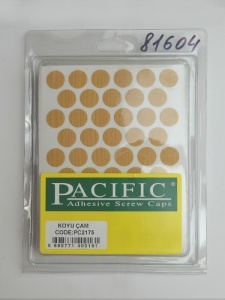 81604
PACIFIC®
Adhesive Screw Caps
KOYU ÇAM
CODE:PC2175